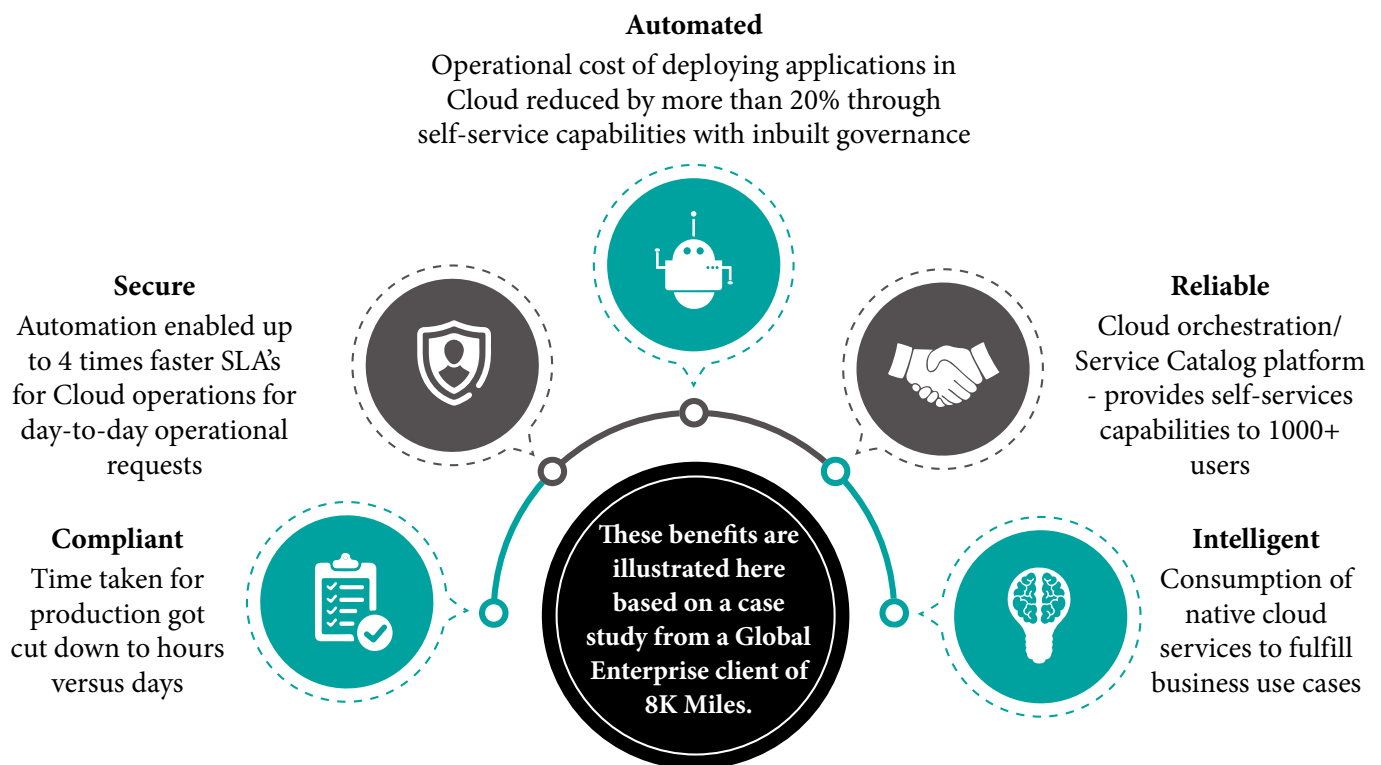 Automated
Operational cost of deploying applications in
Cloud reduced by more than 20% through
self-service capabilities with inbuilt governance
Secure
Automation enabled up
to 4 times faster SLA's
for Cloud operations for
day-to-day operational
requests
Reliable
Cloud orchestration/
Service Catalog platform
- provides self-services
capabilities to 1000+
users
Compliant
Time taken for
production got
cut down to hours
versus days
These benefits are
illustrated here
based on a case
study from a Global
Enterprise client of
8K Miles.
Intelligent
Consumption of
native cloud
services to fulfill
business use cases